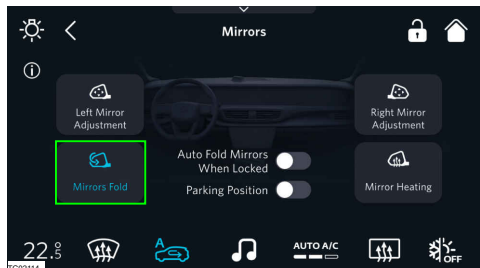 Mirrors
Left Mirror
Adjustment
Right Mirror
Adjustment
Auto Fold Mirrors
When Locked
Mirrors Fold
Parking Position
Mirror Heating
22.5
A
AUTO A/C
OFF